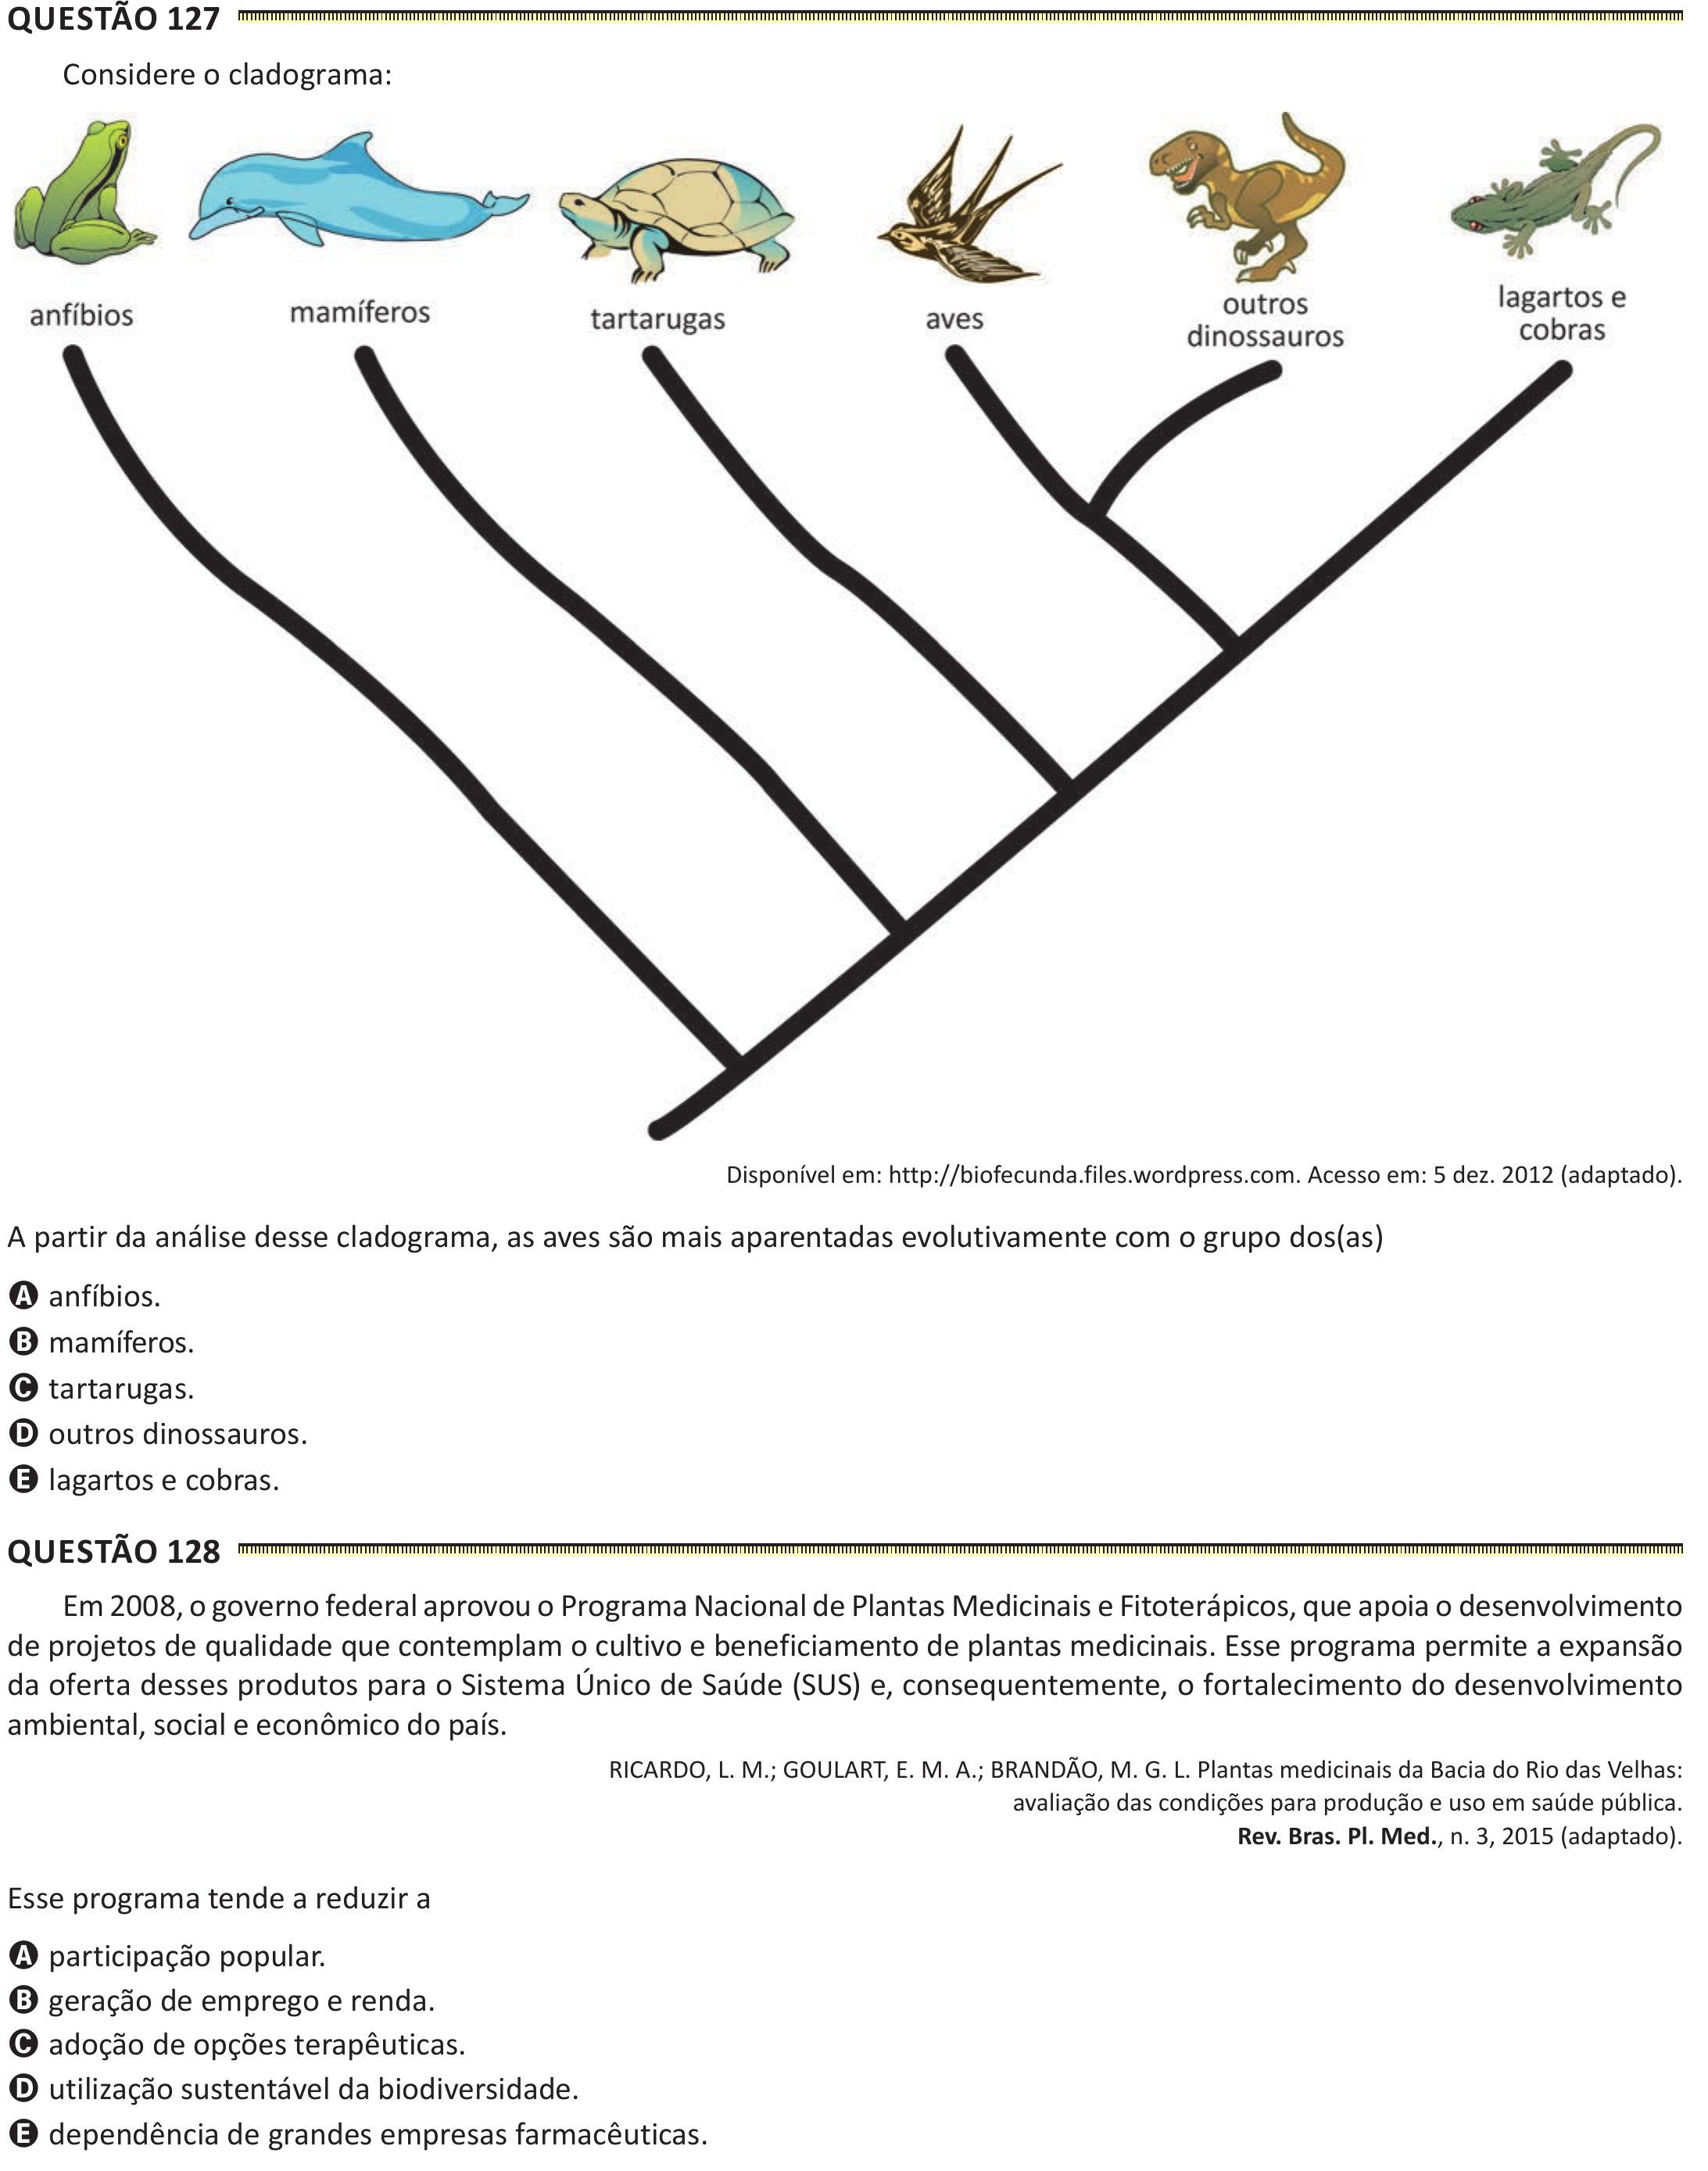 QUESTÃO 127
Considere o cladograma:
anfíbios
mamíferos
tartarugas
aves
outros
dinossauros
lagartos e
cobras
Disponível em: http://biofecunda.files.wordpress.com. Acesso em: 5 dez. 2012 (adaptado).
A partir da análise desse cladograma, as aves são mais aparentadas evolutivamente com o grupo dos(as)
A anfíbios.
B mamíferos.
C tartarugas.
D outros dinossauros.
E lagartos e cobras.
QUESTÃO 128
Em 2008, o governo federal aprovou o Programa Nacional de Plantas Medicinais e Fitoterápicos, que apoia o desenvolvimento
de projetos de qualidade que contemplam o cultivo e beneficiamento de plantas medicinais. Esse programa permite a expansão
da oferta desses produtos para o Sistema Único de Saúde (SUS) e, consequentemente, o fortalecimento do desenvolvimento
ambiental, social e econômico do país.
RICARDO, L. M.; GOULART, E. M. A.; BRANDÃO, M. G. L. Plantas medicinais da Bacia do Rio das Velhas:
avaliação das condições para produção e uso em saúde pública.
Rev. Bras. Pl. Med., n. 3, 2015 (adaptado).
Esse programa tende a reduzir a
A participação popular.
B geração de emprego e renda.
C adoção de opções terapêuticas.
D utilização sustentável da biodiversidade.
E dependência de grandes empresas farmacêuticas.